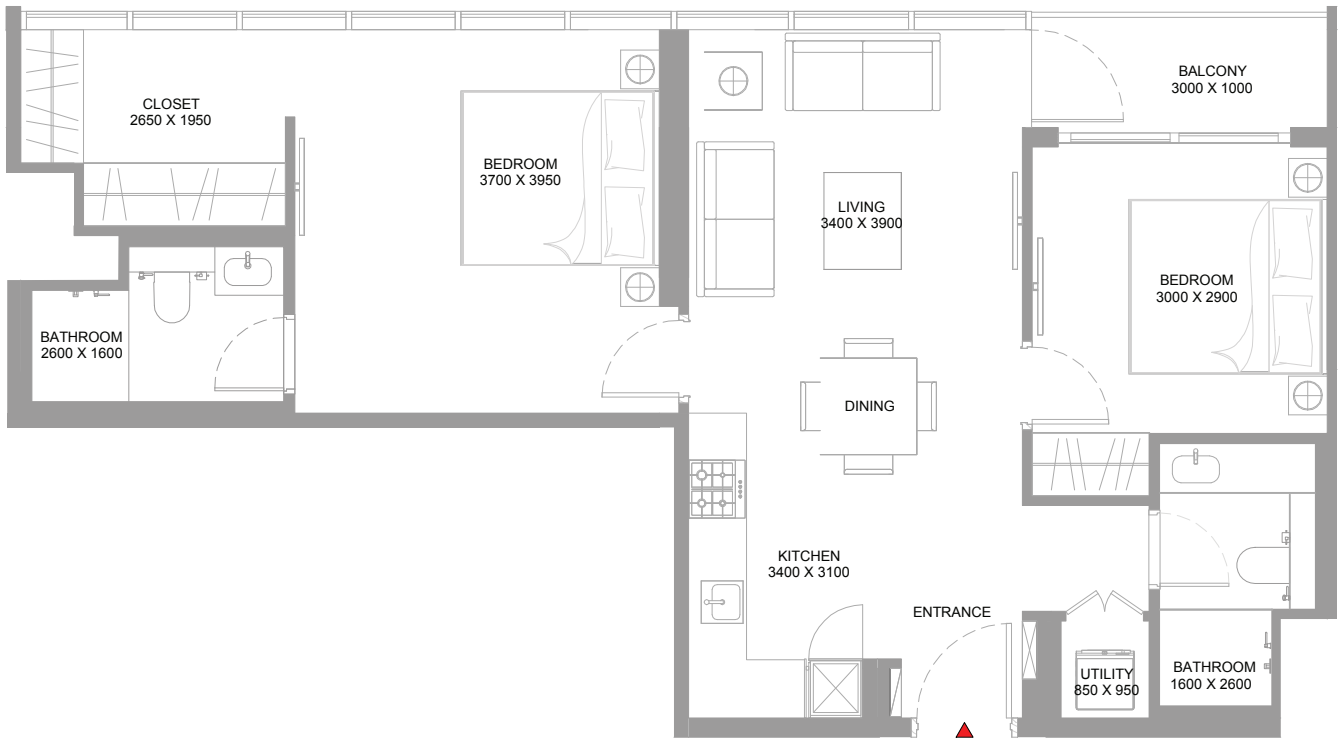 CLOSET
2650 X 1950
BEDROOM
3700 X 3950
LIVING
3400 X 3900
BALCONY
3000 X 1000
BEDROOM
3000 X 2900
BATHROOM
2600 X 1600
DINING
KITCHEN
3400 X 3100
ENTRANCE
UTILITY
850 X 950
BATHROOM
1600 X 2600